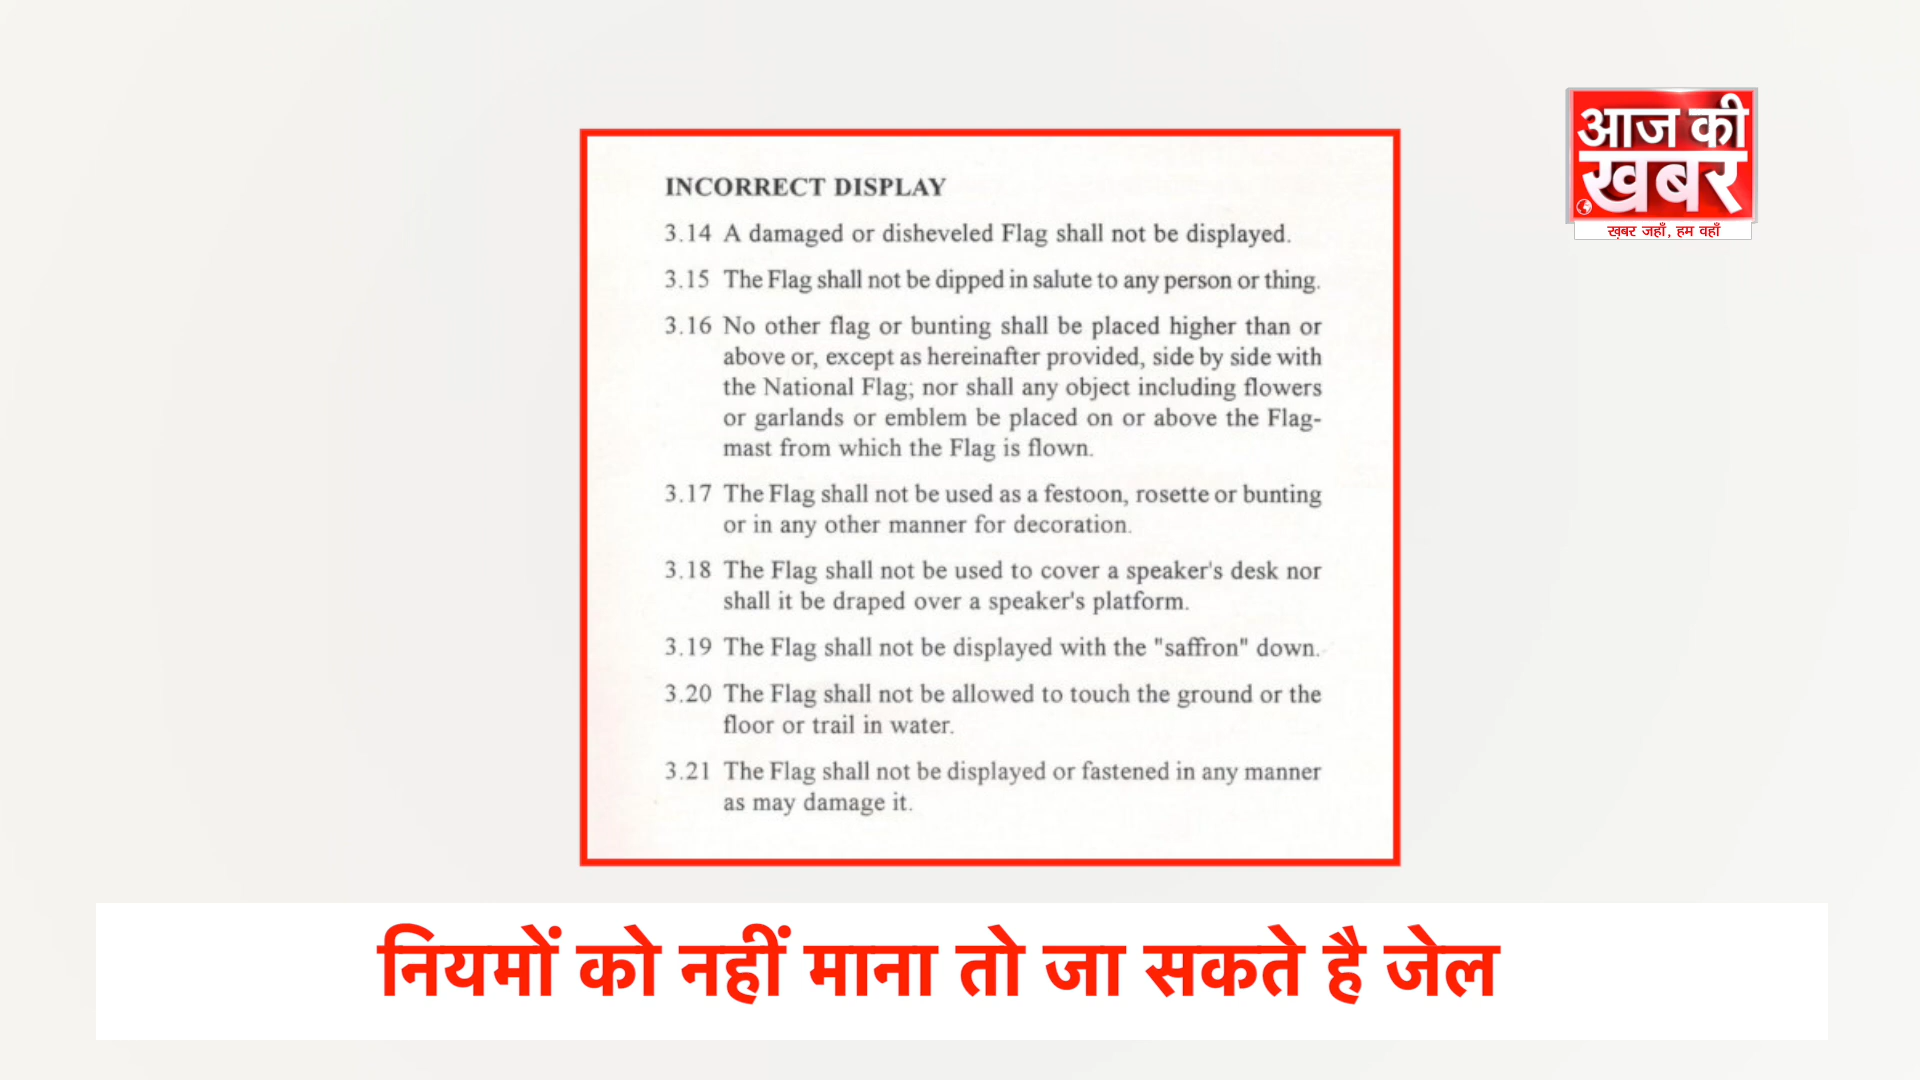 आज की
ख़बर
ख़बर जहाँ, हम वहाँ
INCORRECT DISPLAY
3.14 A damaged or disheveled Flag shall not be displayed.
3.15 The Flag shall not be dipped in salute to any person or thing.
3.16 No other flag or bunting shall be placed higher than or
above or, except as hereinafter provided, side by side with
the National Flag; nor shall any object including flowers
or garlands or emblem be placed on or above the Flag-
mast from which the Flag is flown.
3.17 The Flag shall not be used as a festoon, rosette or bunting
or in any other manner for decoration.
3.18 The Flag shall not be used to cover a speaker's desk nor
shall it be draped over a speaker's platform.
3.19 The Flag shall not be displayed with the "saffron" down.
3.20 The Flag shall not be allowed to touch the ground or the
floor or trail in water.
3.21 The Flag shall not be displayed or fastened in any manner
as may damage it.
नियमों को नहीं माना तो जा सकते है जेल